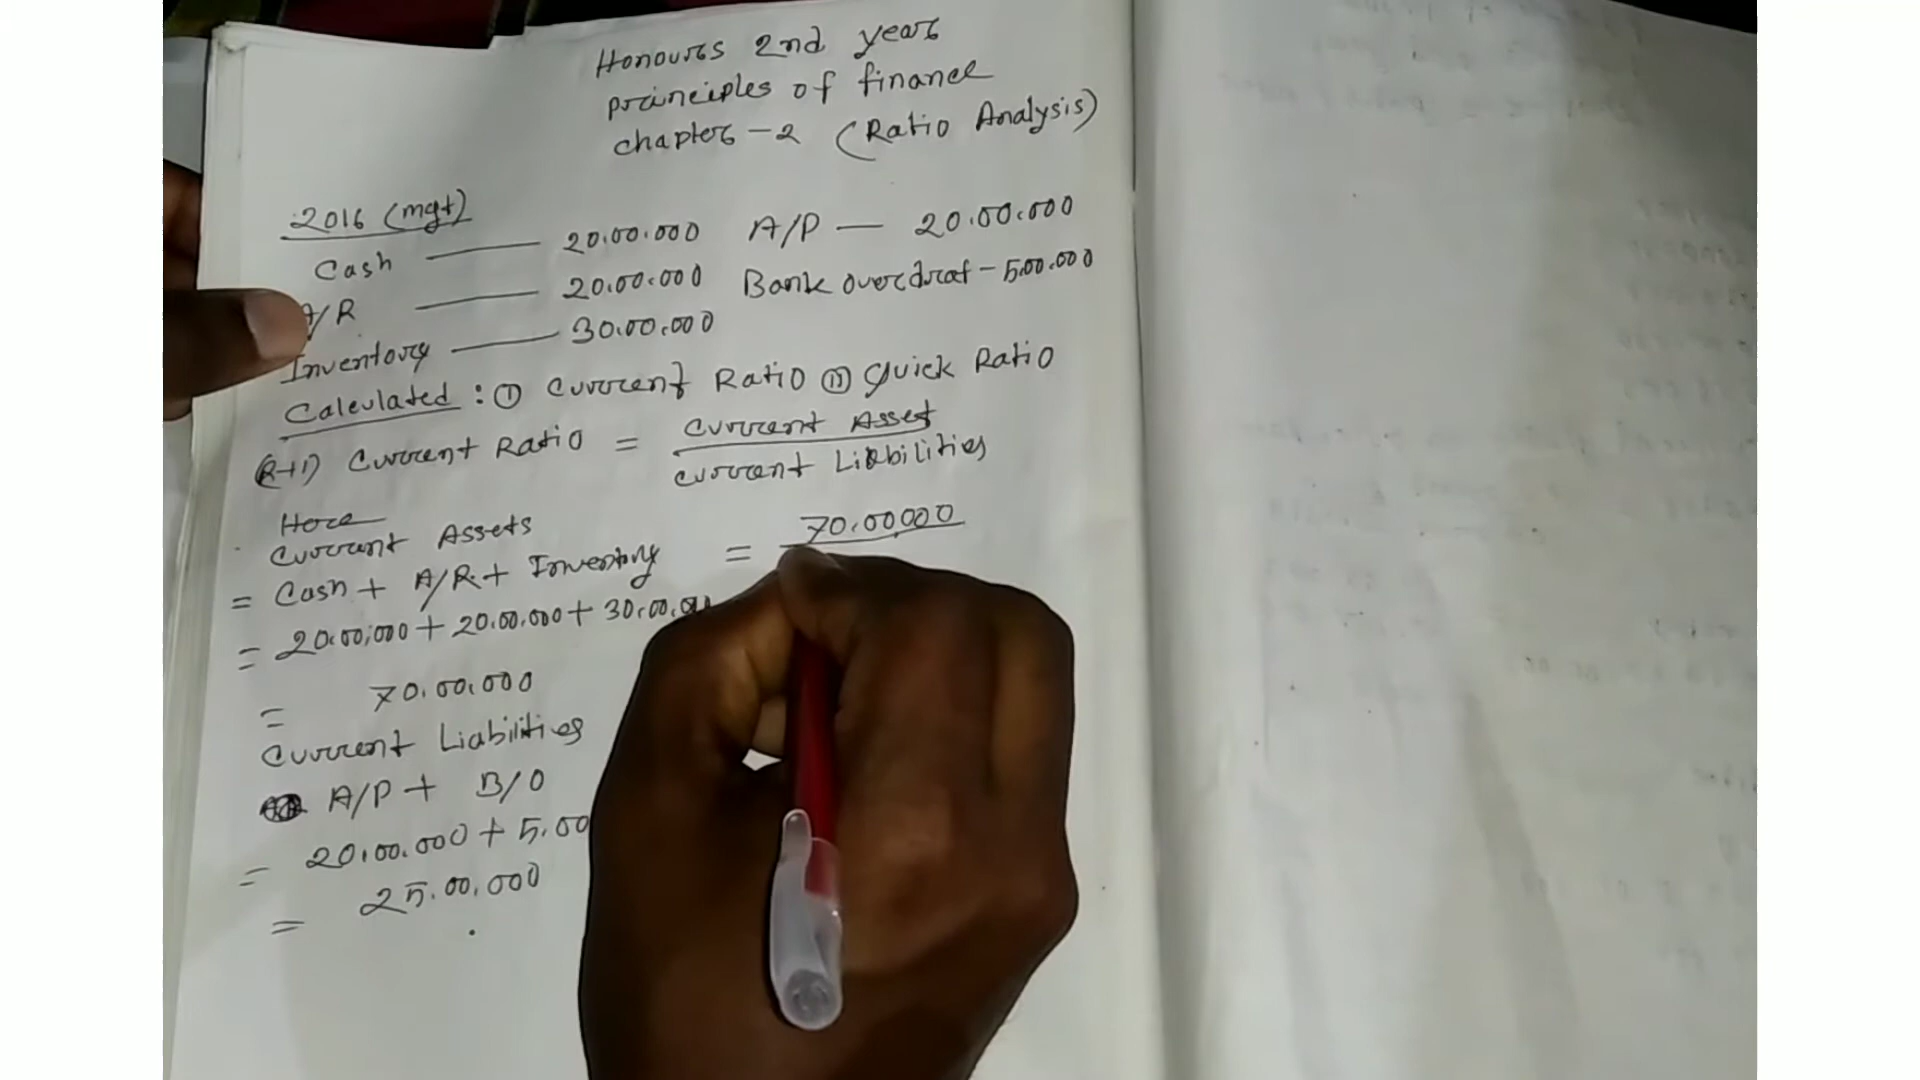 Honours 2nd year
principles of finance
chapter - 2 (Ratio Analysis)
2016 (mgt)
Cash 20,00,000 A/P — 20,00,000
A/R 20,00,000 Bank overdraf - 5,00,000
Inventory 30,00,000
Calculated : ① Current Ratio ② Quick Ratio
(R+1) Current Ratio = Current Asset / Current Liabilities
Here
Current Assets
= Cash + A/R + Inventory = 70,00000
= 20,00,000 + 20,00,000 + 30,00,00
= 70,00,000
Current Liabilities
A/P + B/O
= 20,00,000 + 5,00
= 25,00,000